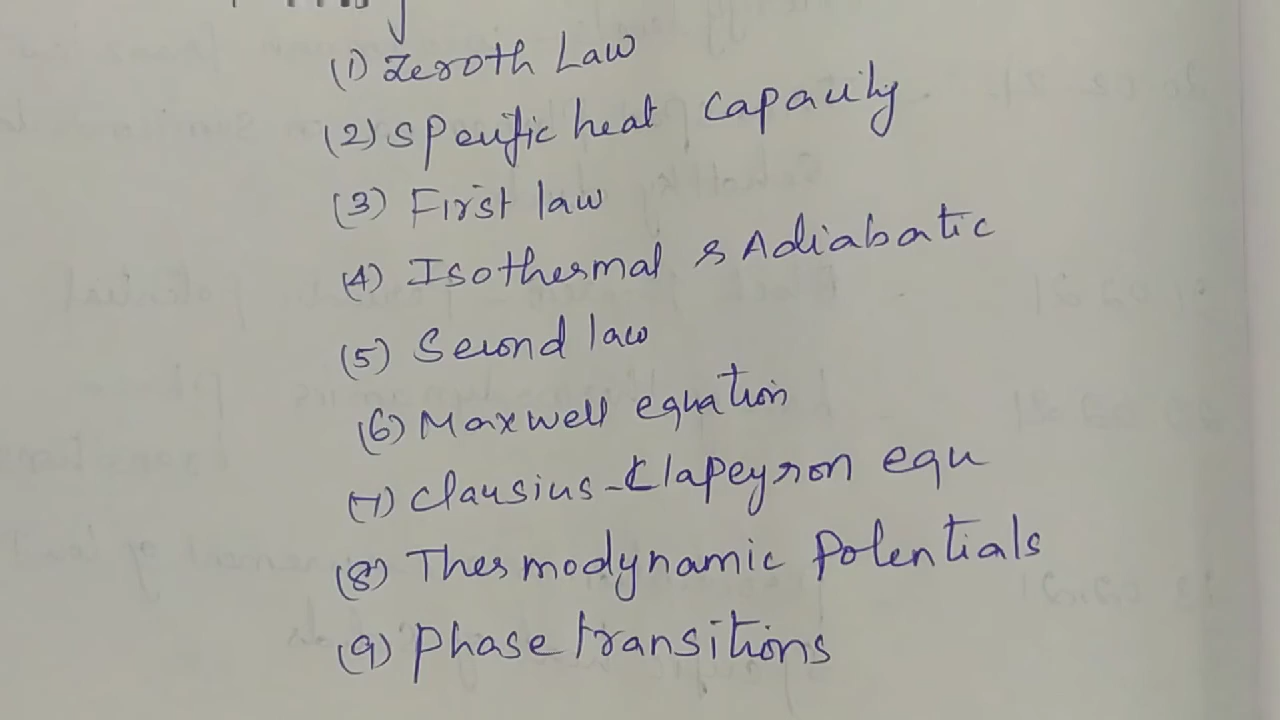 (1) Zeroth Law
(2) Specific heat capacity
(3) First law
(4) Isothermal & Adiabatic
(5) Second law
(6) Maxwell equation
(7) Clausius-Clapeyron equ
(8) Thermodynamic Potentials
(9) Phase transitions